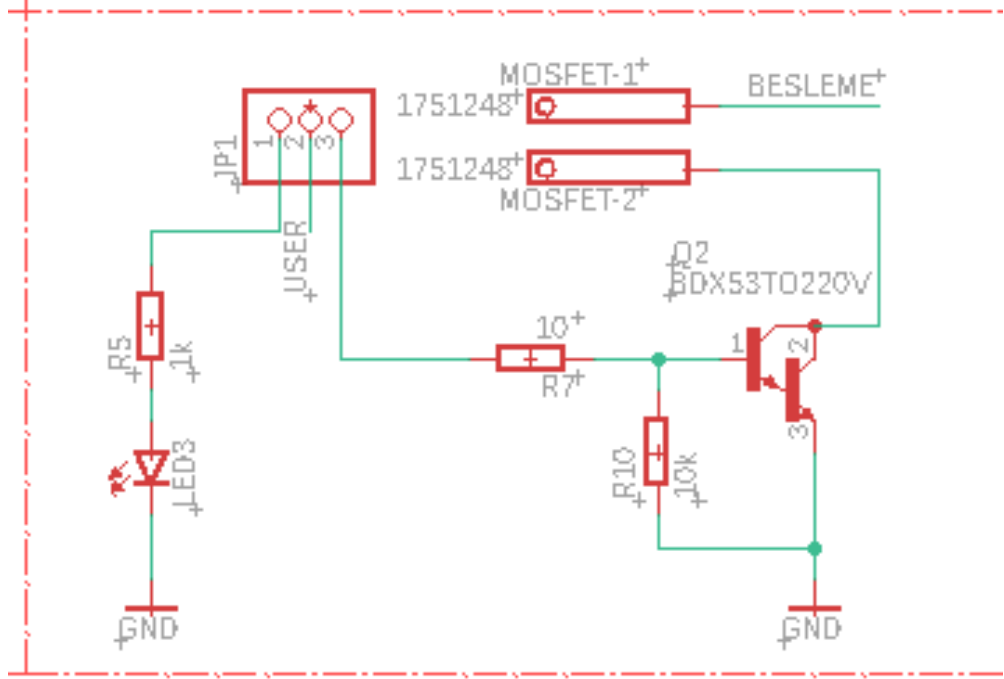 MOSFET-1
1751248
BESLEME
1751248
MOSFET-2
JP1
1
2
3
USER
Q2
BDX53TO220V
1
2
3
10
R7
R5
1k
LED3
R10
10k
GND
GND